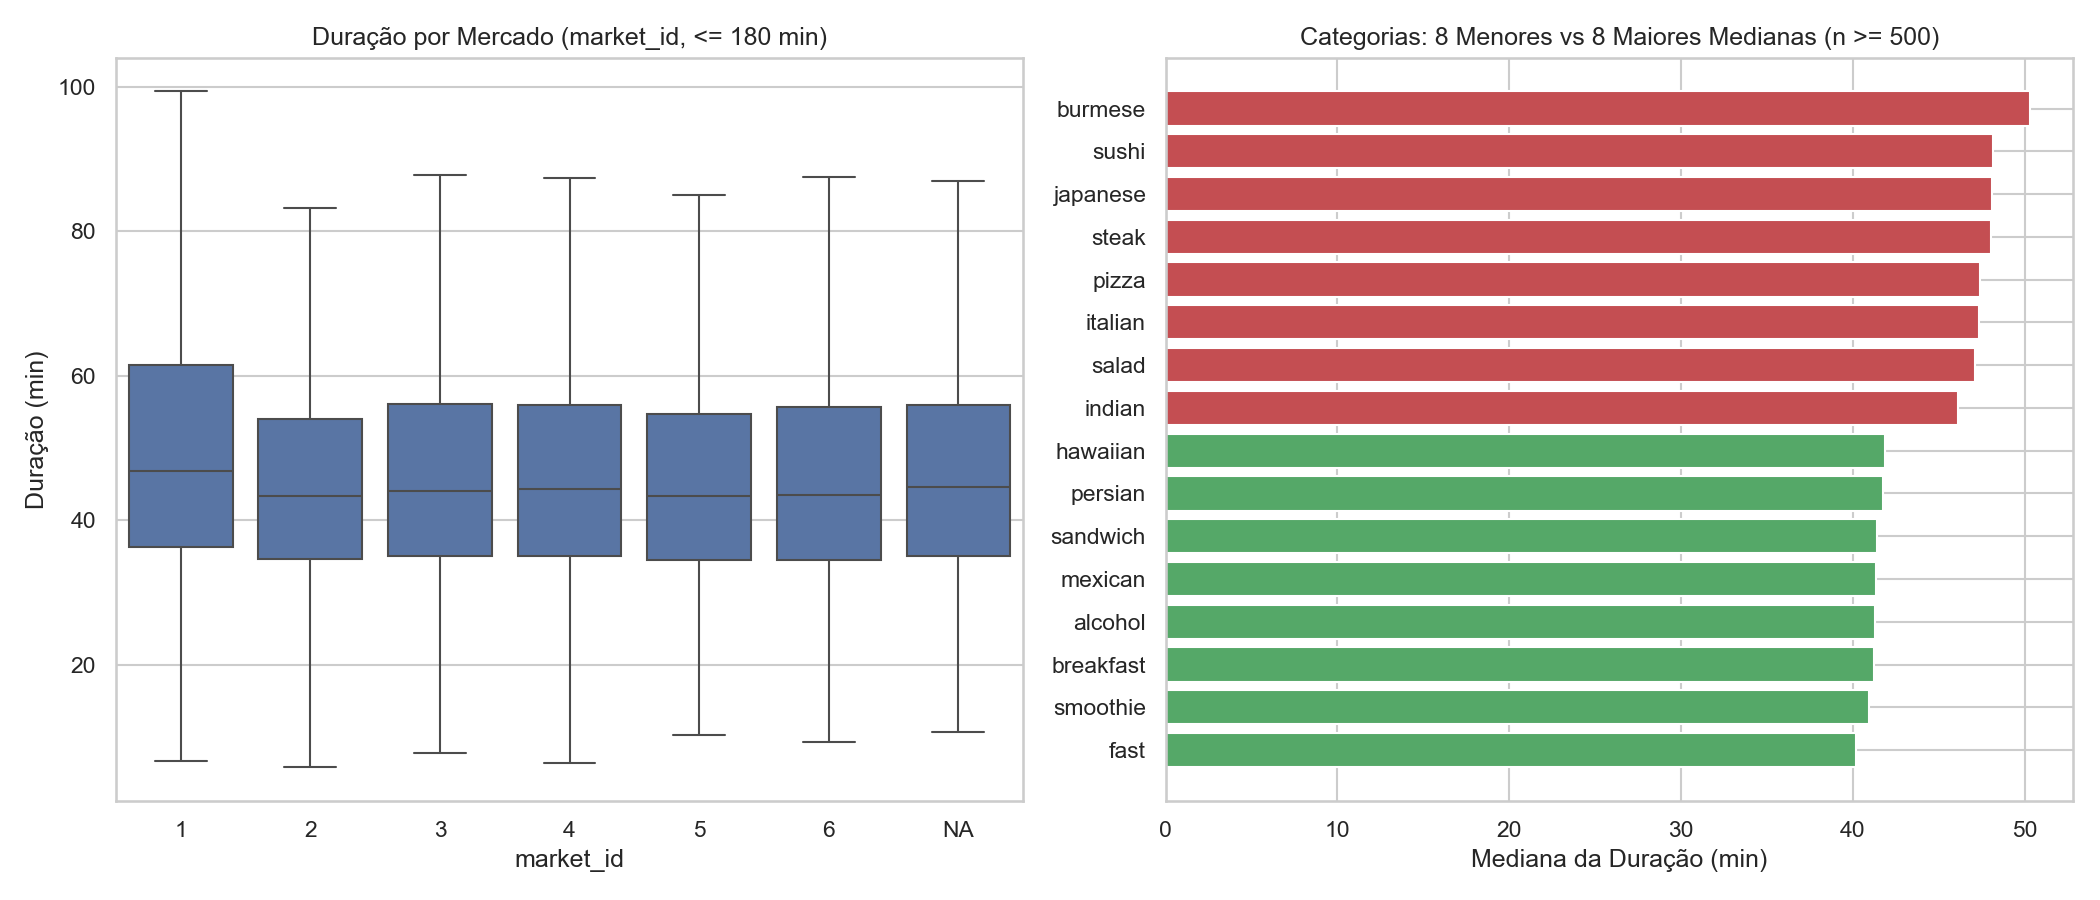 Duração por Mercado (market_id, <= 180 min)
Duração (min)
100
80
60
40
20
1 2 3 4 5 6 NA
market_id
Categorias: 8 Menores vs 8 Maiores Medianas (n >= 500)
burmese
sushi
japanese
steak
pizza
italian
salad
indian
hawaiian
persian
sandwich
mexican
alcohol
breakfast
smoothie
fast
0 10 20 30 40 50
Mediana da Duração (min)